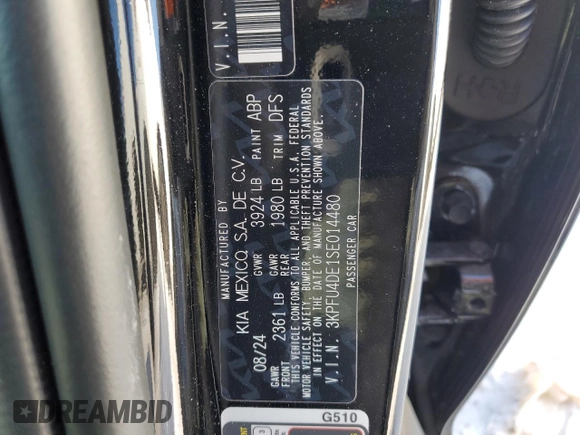 V.I.N.
MANUFACTURED BY
KIA MEXICO, S.A. DE C.V.
08/24 GVWR 3924 LB PAINT ABP
GAWR FRONT 2361 LB GAWR REAR 1980 LB TRIM DFS
THIS VEHICLE CONFORMS TO ALL APPLICABLE U.S.A. FEDERAL
MOTOR VEHICLE SAFETY, BUMPER, AND THEFT PREVENTION STANDARDS
IN EFFECT ON THE DATE OF MANUFACTURE SHOWN ABOVE.
V.I.N. 3KPFU4DE1SE014480
PASSENGER CAR
G510
DREAMBID